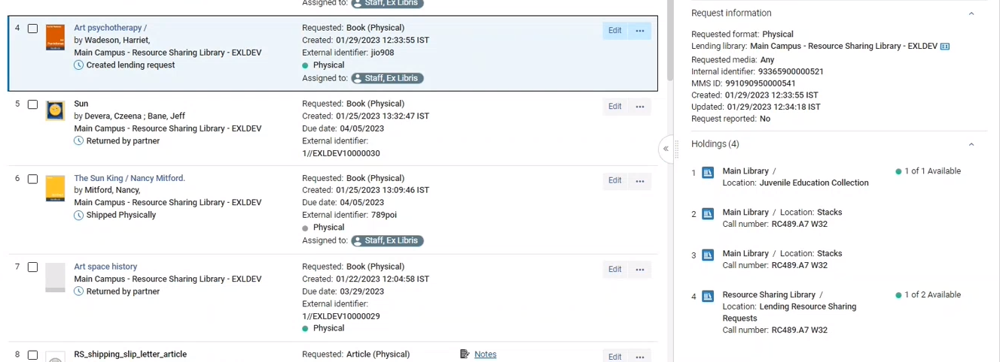 Assigned to: Staff, Ex Libris
4
Art psychotherapy /
by Wadeson, Harriet,
Main Campus - Resource Sharing Library - EXLDEV
Created lending request
Requested: Book (Physical)
Created: 01/29/2023 12:33:55 IST
External identifier: jio908
Physical
Assigned to: Staff, Ex Libris
Edit
5
Sun
by Devera, Czeena ; Bane, Jeff
Main Campus - Resource Sharing Library - EXLDEV
Returned by partner
Requested: Book (Physical)
Created: 01/25/2023 13:32:47 IST
Due date: 04/05/2023
External identifier:
1//EXLDEV10000030
Edit
6
The Sun King / Nancy Mitford.
by Mitford, Nancy,
Main Campus - Resource Sharing Library - EXLDEV
Shipped Physically
Requested: Book (Physical)
Created: 01/25/2023 13:09:46 IST
Due date: 04/05/2023
External identifier: 789poi
Physical
Assigned to: Staff, Ex Libris
Edit
7
Art space history
Main Campus - Resource Sharing Library - EXLDEV
Returned by partner
Requested: Book (Physical)
Created: 01/22/2023 12:04:58 IST
Due date: 03/29/2023
External identifier:
1//EXLDEV10000029
Physical
Edit
8
RS_shipping_slip_letter_article
Requested: Article (Physical)
Notes
Edit
Request information
Requested format: Physical
Lending library: Main Campus - Resource Sharing Library - EXLDEV
Requested media: Any
Internal identifier: 93365900000521
MMS ID: 991090950000541
Created: 01/29/2023 12:33:55 IST
Updated: 01/29/2023 12:34:18 IST
Request reported: No
Holdings (4)
1
Main Library /
Location: Juvenile Education Collection
1 of 1 Available
2
Main Library / Location: Stacks
Call number: RC489.A7 W32
3
Main Library / Location: Stacks
Call number: RC489.A7 W32
4
Resource Sharing Library /
Location: Lending Resource Sharing
Requests
Call number: RC489.A7 W32
1 of 2 Available